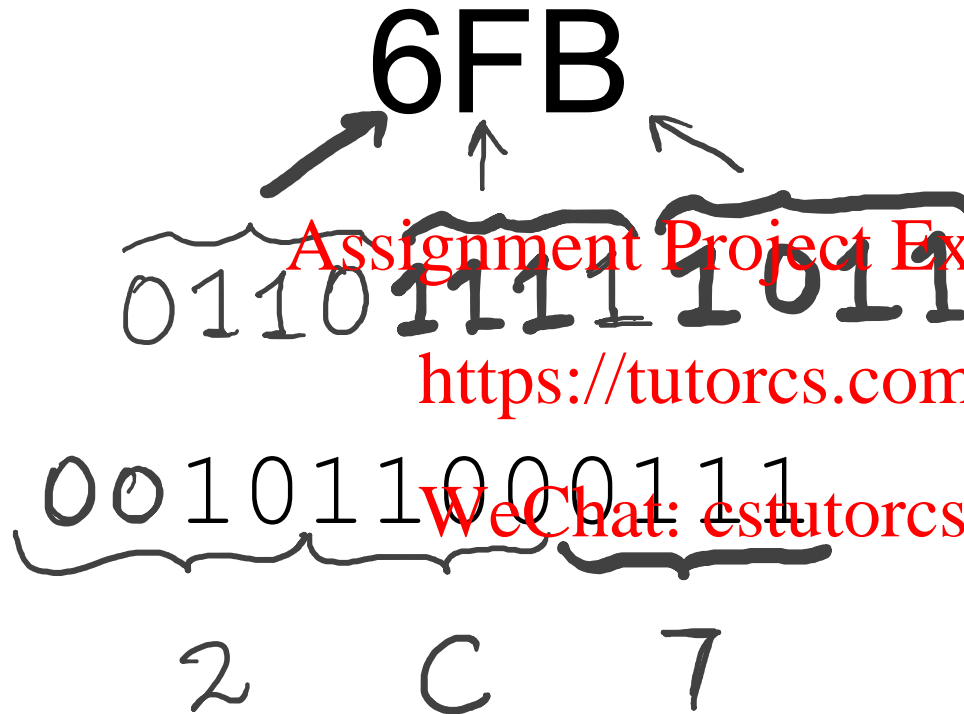 6FB
0110 1111 1011
Assignment Project Ex
https://tutorcs.com
001011000111
WeChat: cstutorcs
2 C 7